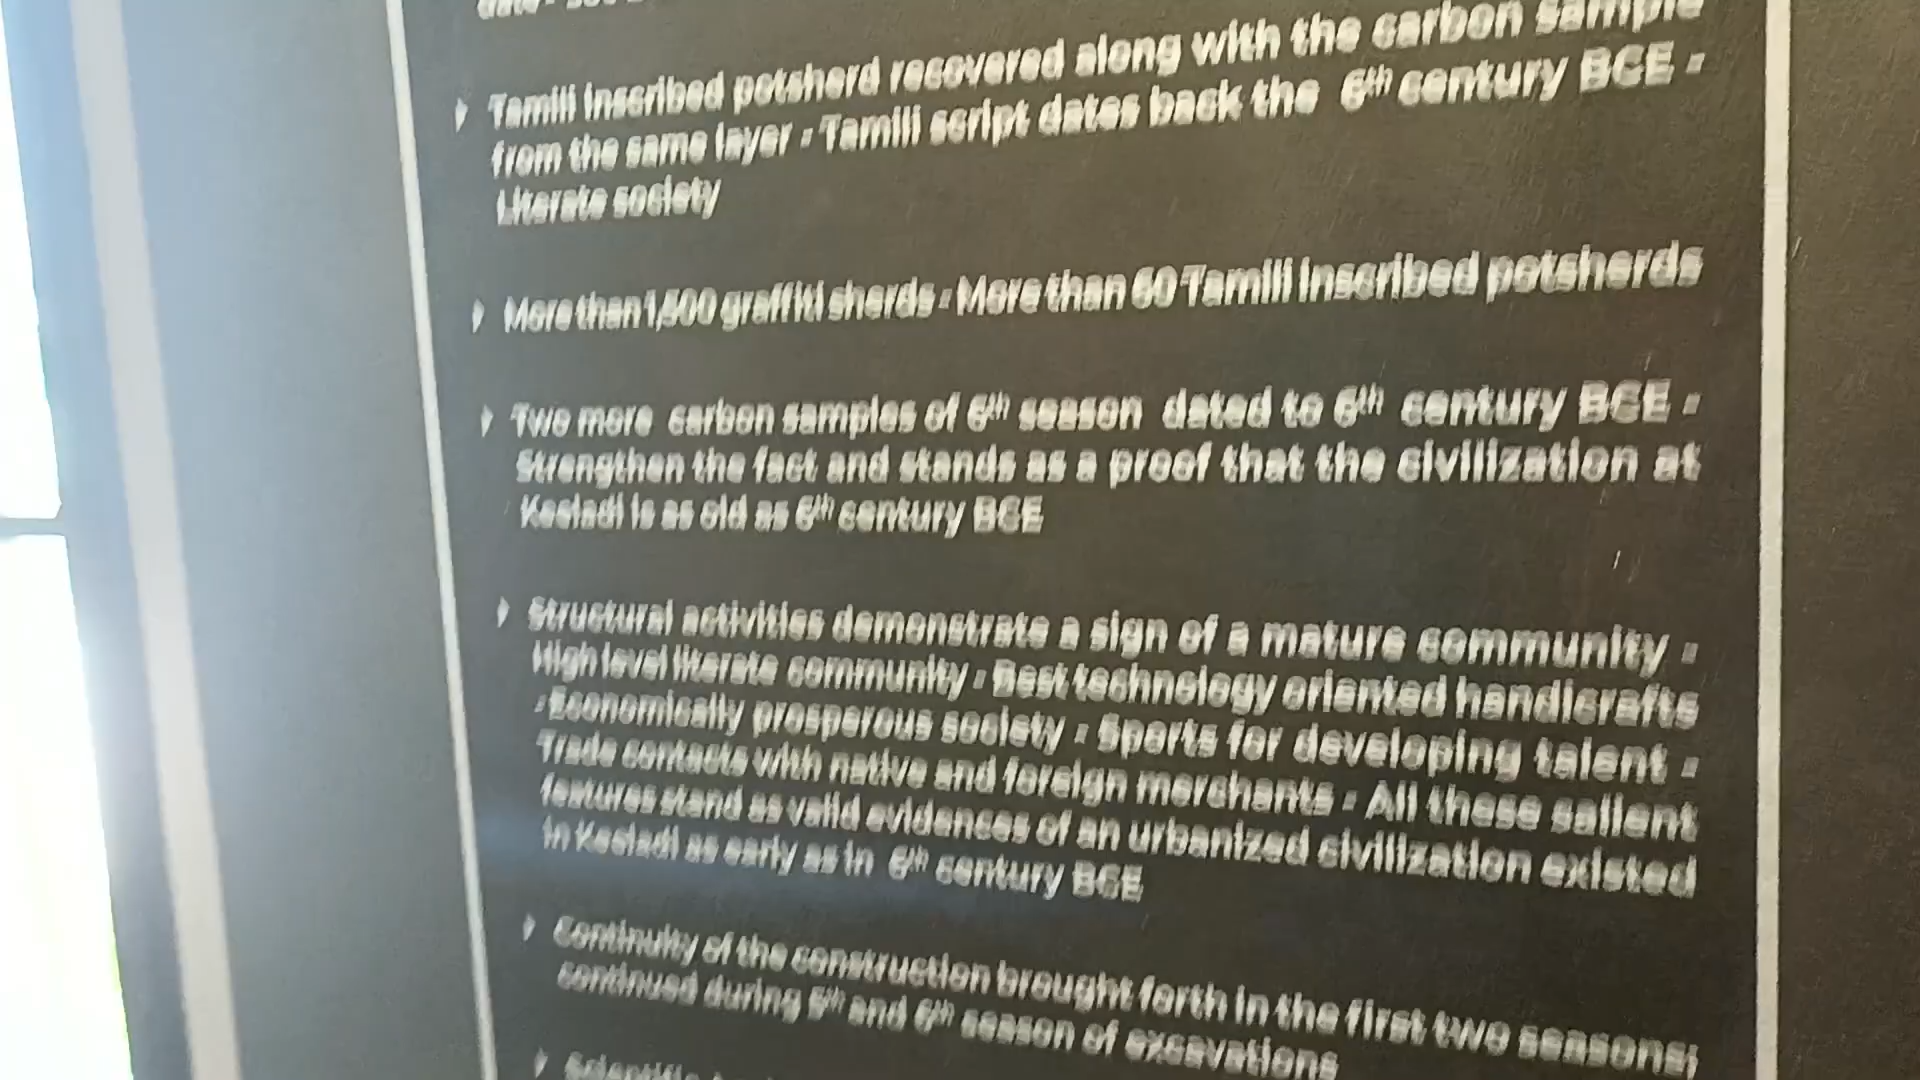 Tamili inscribed potsherd recovered along with the carbon sample
from the same layer - Tamili script dates back the 6th century BCE -
Literate society
More than 1,500 graffiti sherds - More than 60 Tamili inscribed potsherds
Two more carbon samples of 6th season dated to 6th century BCE -
Strengthen the fact and stands as a proof that the civilization at
Keeladi is as old as 6th century BCE
Structural activities demonstrate a sign of a mature community -
High level literate community - Best technology oriented handicrafts
- Economically prosperous society - Sports for developing talent -
Trade contacts with native and foreign merchants - All these salient
features stand as valid evidences of an urbanized civilization existed
in Keeladi as early as in 6th century BCE
Continuity of the construction brought forth in the first two seasons;
continued during 5th and 6th season of excavations
Scientific